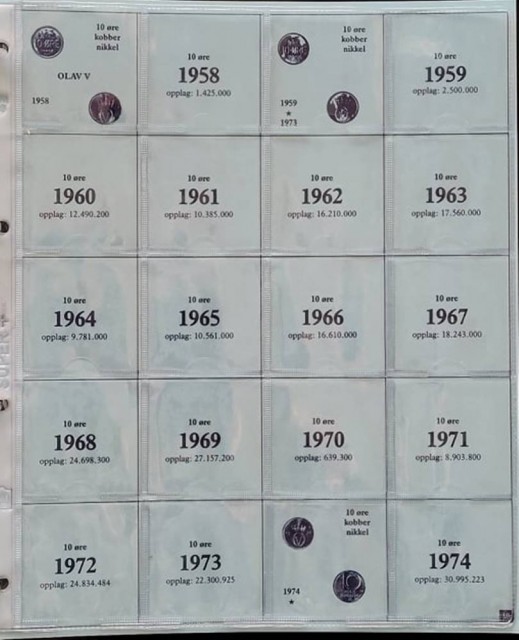 10 øre
kobber
nikkel
OLAV V
1958
10 øre
1958
opplag: 1.425.000
10 øre
kobber
nikkel
1959
★
1973
10 øre
1959
opplag: 2.500.000
10 øre
1960
opplag: 12.490.200
10 øre
1961
opplag: 10.385.000
10 øre
1962
opplag: 16.210.000
10 øre
1963
opplag: 17.560.000
10 øre
1964
opplag: 9.781.000
10 øre
1965
opplag: 10.561.000
10 øre
1966
opplag: 16.610.000
10 øre
1967
opplag: 18.243.000
10 øre
1968
opplag: 24.698.300
10 øre
1969
opplag: 27.157.200
10 øre
1970
opplag: 639.300
10 øre
1971
opplag: 8.903.800
10 øre
1972
opplag: 24.834.484
10 øre
1973
opplag: 22.300.925
10 øre
kobber
nikkel
1974
★
10 øre
1974
opplag: 30.995.223